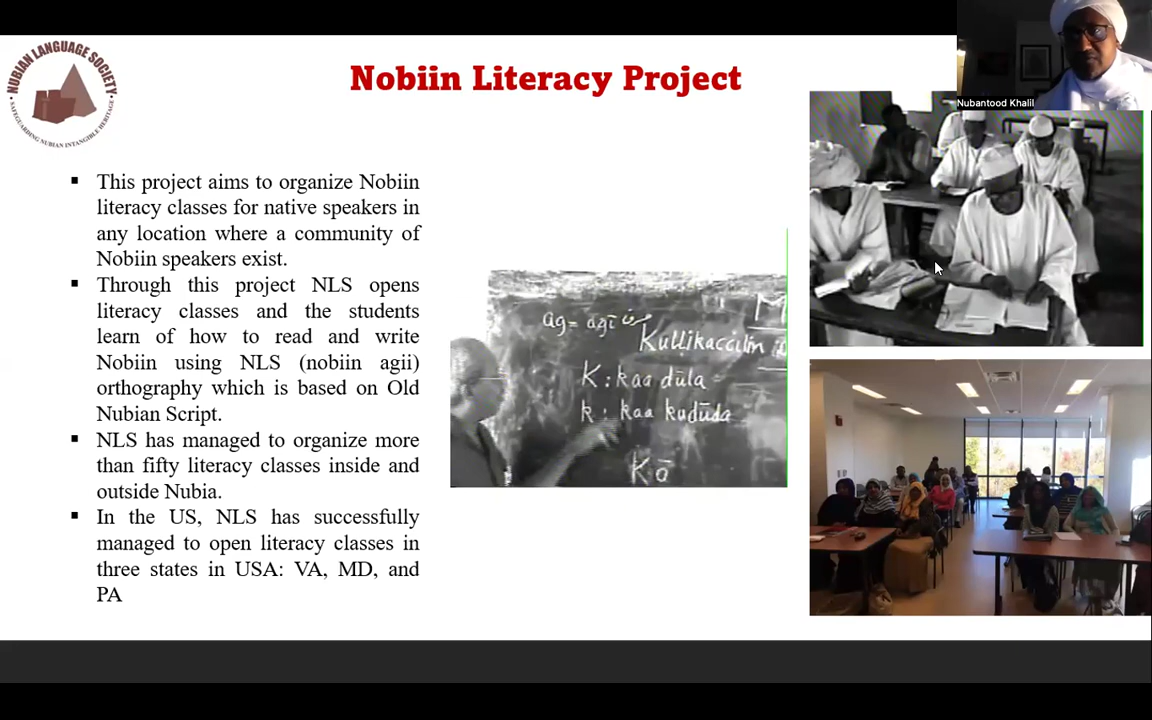 NUBIAN LANGUAGE SOCIETY
• SAFEGUARDING NUBIAN INTANGIBLE HERITAGE •
Nobiin Literacy Project
Nubantood Khalil
▪ This project aims to organize Nobiin
literacy classes for native speakers in
any location where a community of
Nobiin speakers exist.
▪ Through this project NLS opens
literacy classes and the students
learn of how to read and write
Nobiin using NLS (nobiin agii)
orthography which is based on Old
Nubian Script.
▪ NLS has managed to organize more
than fifty literacy classes inside and
outside Nubia.
▪ In the US, NLS has successfully
managed to open literacy classes in
three states in USA: VA, MD, and
PA
M
ag = agī
Kullikaccilin
K : kaa dūla
k : kaa kudūda
K ā